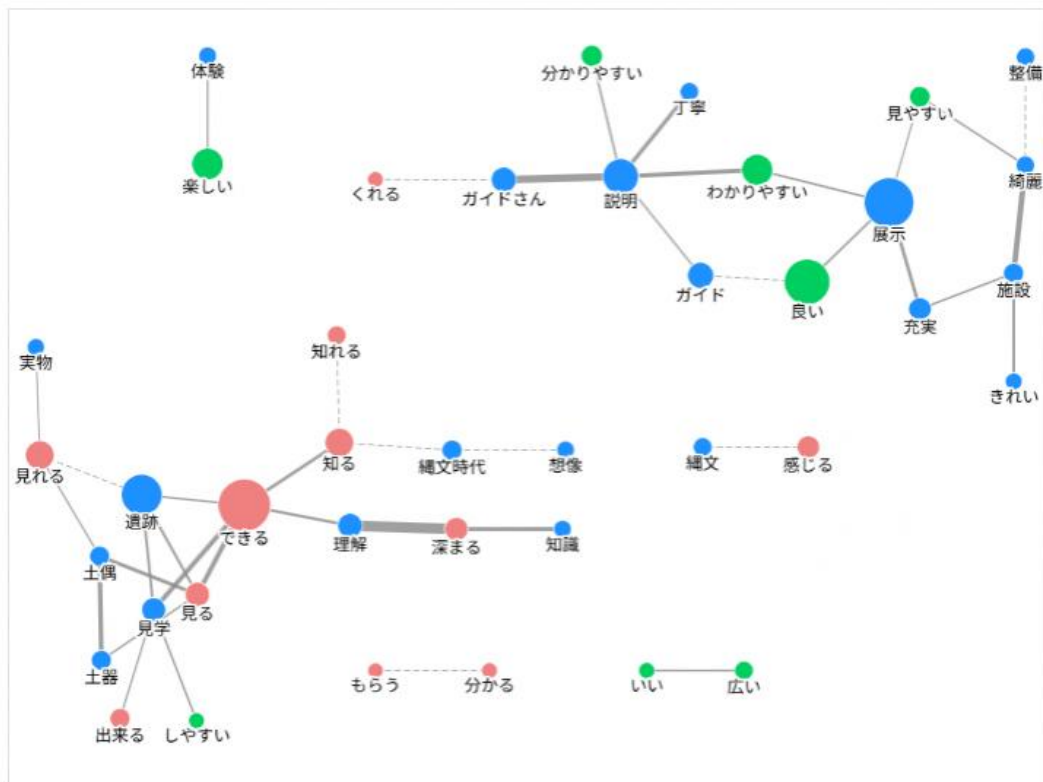 体験
楽しい
分かりやすい
丁寧
くれる
ガイドさん
説明
わかりやすい
ガイド
良い
展示
見やすい
整備
綺麗
施設
充実
きれい
実物
見れる
遺跡
できる
知れる
知る
縄文時代
想像
縄文
感じる
理解
深まる
知識
土偶
見る
見学
土器
出来る
しやすい
もらう
分かる
いい
広い